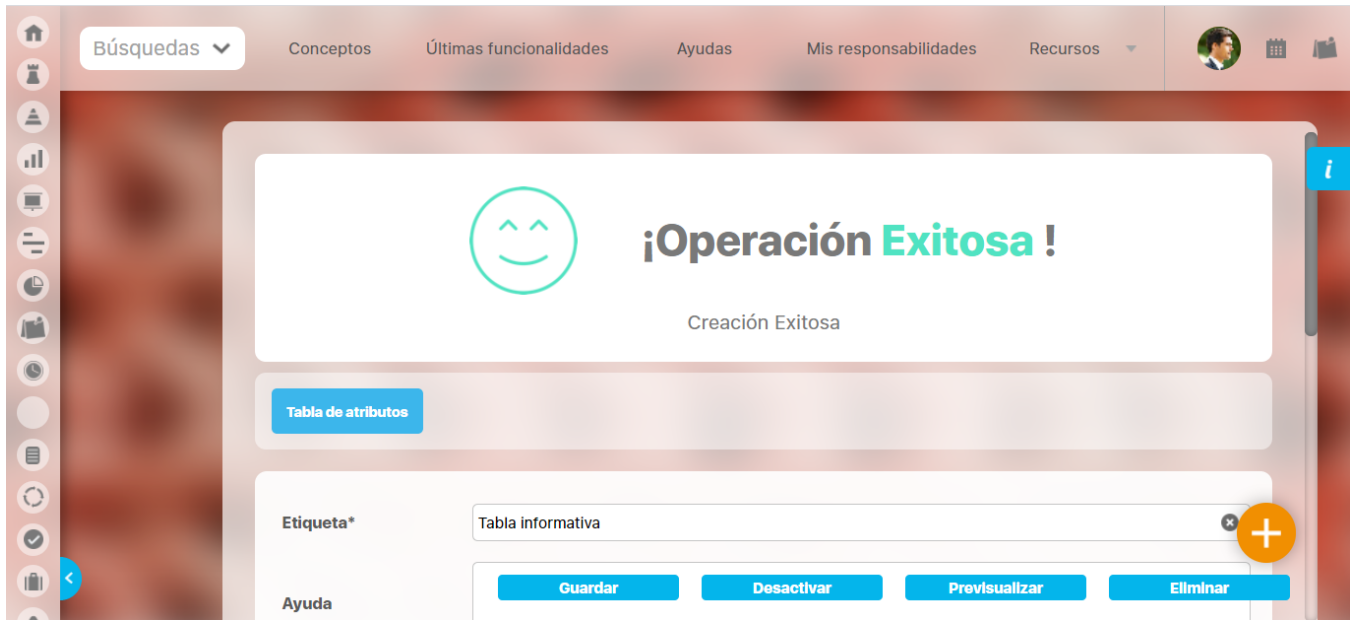 Búsquedas
Conceptos
Últimas funcionalidades
Ayudas
Mis responsabilidades
Recursos
i
¡Operación Exitosa !
Creación Exitosa
Tabla de atributos
Etiqueta*
Tabla informativa
Ayuda
Guardar
Desactivar
Previsualizar
Eliminar